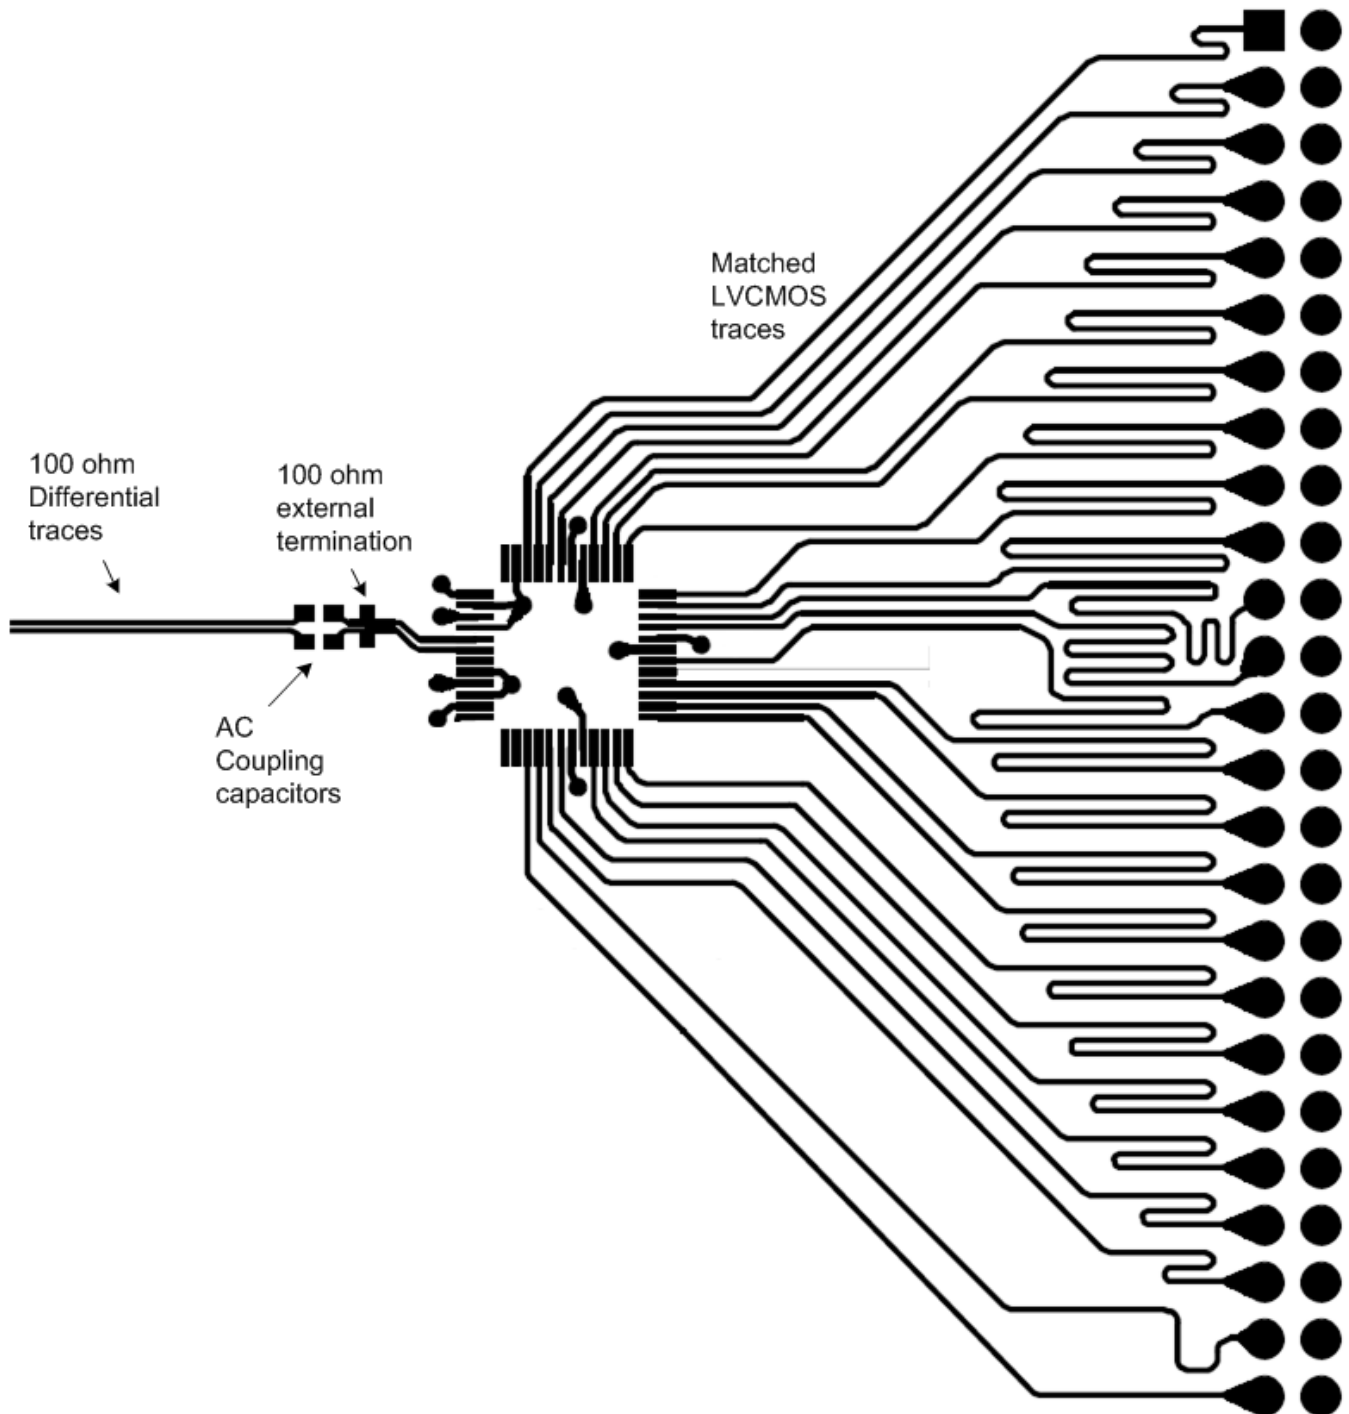 Matched
LVCMOS
traces
100 ohm
Differential
traces
100 ohm
external
termination
AC
Coupling
capacitors